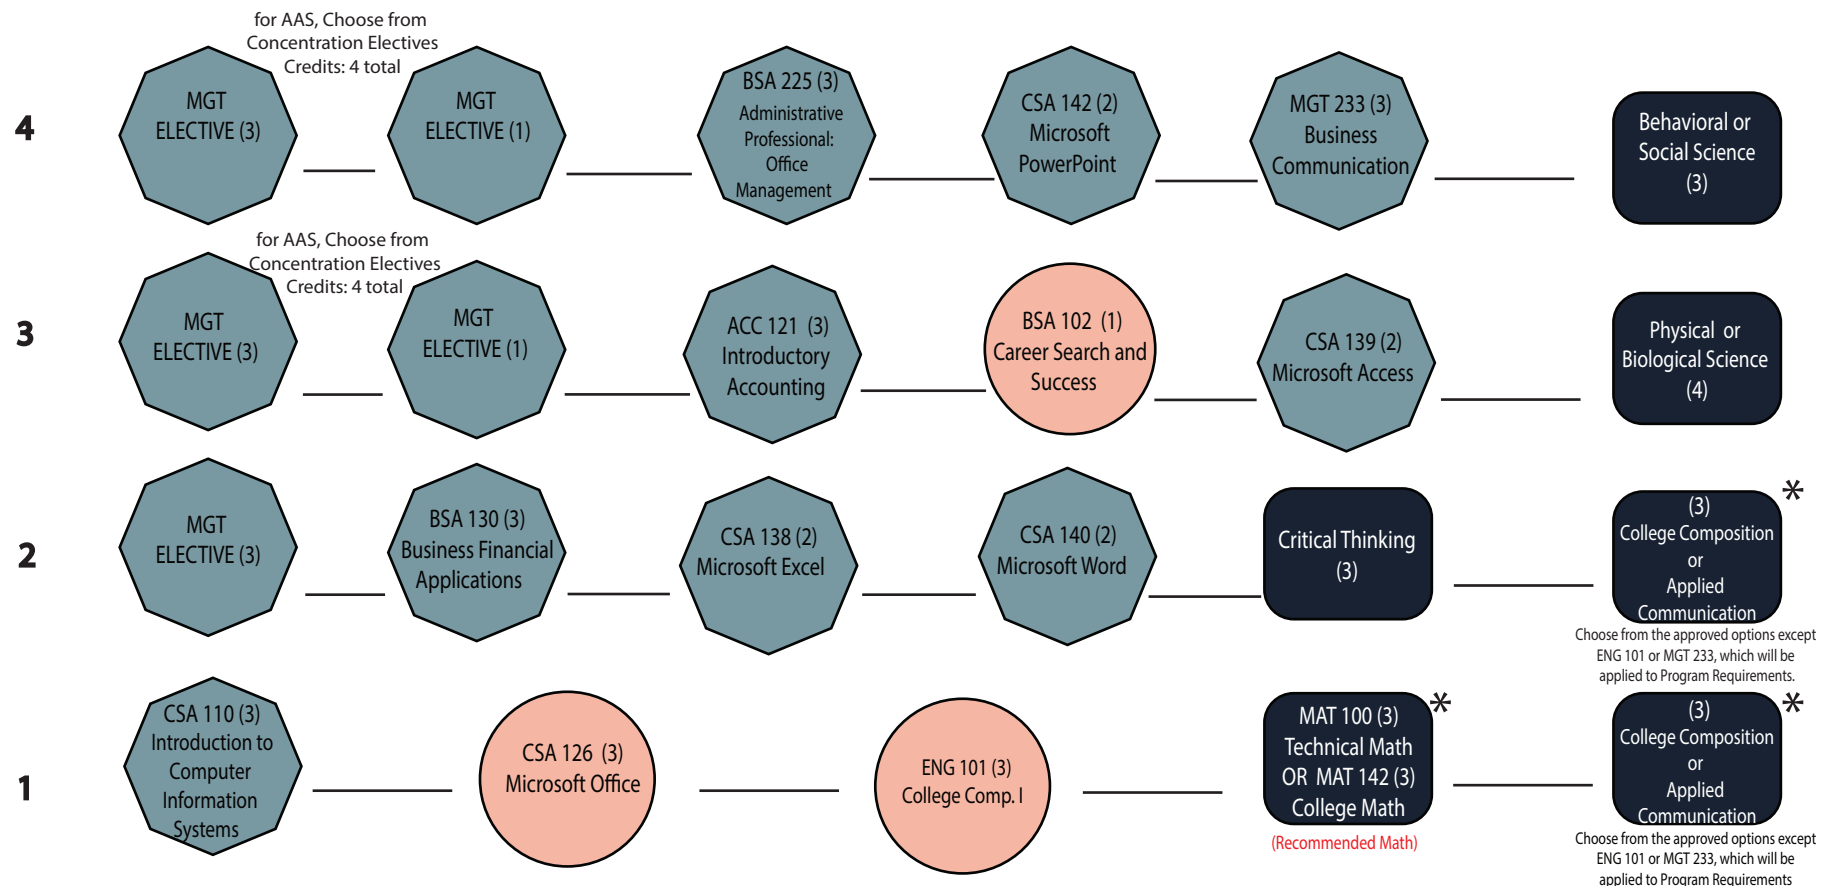 for AAS, Choose from
Concentration Electives
Credits: 4 total
4
MGT
ELECTIVE (3)
MGT
ELECTIVE (1)
BSA 225 (3)
Administrative
Professional:
Office
Management
CSA 142 (2)
Microsoft
PowerPoint
MGT 233 (3)
Business
Communication
Behavioral or
Social Science
(3)
for AAS, Choose from
Concentration Electives
Credits: 4 total
3
MGT
ELECTIVE (3)
MGT
ELECTIVE (1)
ACC 121 (3)
Introductory
Accounting
BSA 102 (1)
Career Search and
Success
CSA 139 (2)
Microsoft Access
Physical or
Biological Science
(4)
2
MGT
ELECTIVE (3)
BSA 130 (3)
Business Financial
Applications
CSA 138 (2)
Microsoft Excel
CSA 140 (2)
Microsoft Word
Critical Thinking
(3)
*
(3)
College Composition
or
Applied
Communication
Choose from the approved options except
ENG 101 or MGT 233, which will be
applied to Program Requirements.
1
CSA 110 (3)
Introduction to
Computer
Information
Systems
CSA 126 (3)
Microsoft Office
ENG 101 (3)
College Comp. I
*
MAT 100 (3)
Technical Math
OR MAT 142 (3)
College Math
(Recommended Math)
*
(3)
College Composition
or
Applied
Communication
Choose from the approved options except
ENG 101 or MGT 233, which will be
applied to Program Requirements